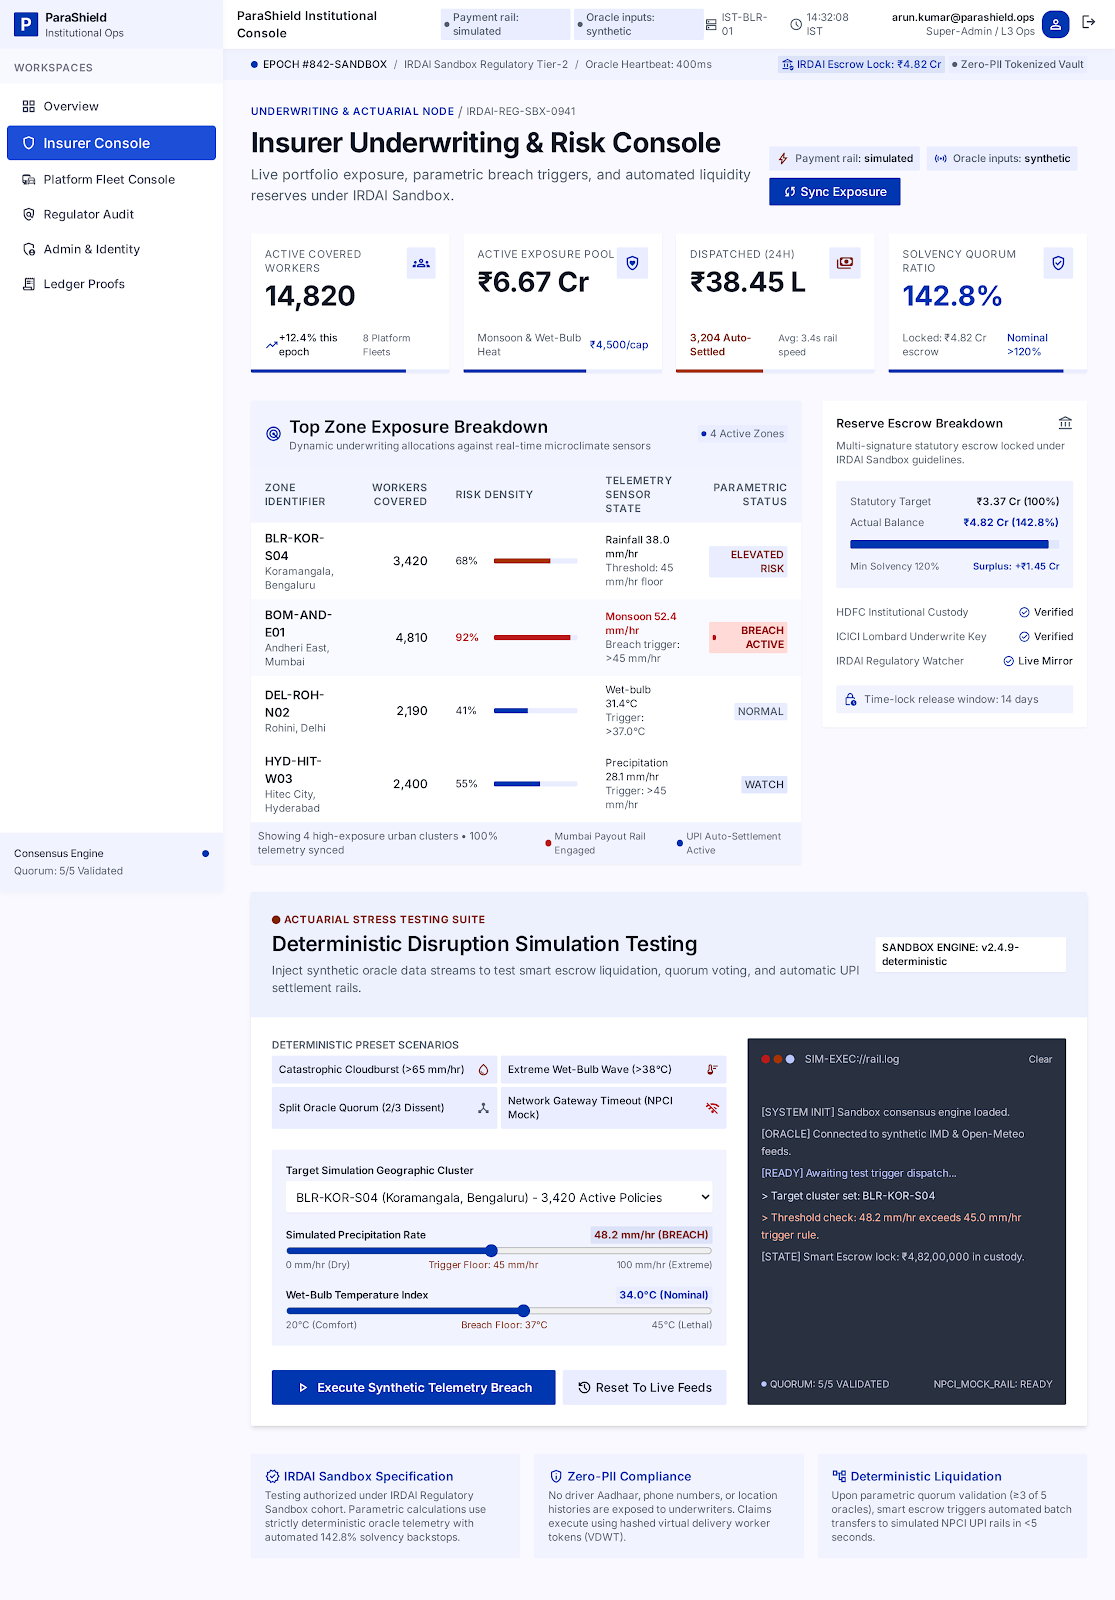 P
ParaShield
Institutional Ops
WORKSPACES
Overview
Insurer Console
Platform Fleet Console
Regulator Audit
Admin & Identity
Ledger Proofs
Consensus Engine
Quorum: 5/5 Validated
ParaShield Institutional
Console
Payment rail:
simulated
Oracle inputs:
synthetic
IST-BLR-
01
14:32:08
IST
arun.kumar@parashield.ops
Super-Admin / L3 Ops
EPOCH #842-SANDBOX / IRDAI Sandbox Regulatory Tier-2 / Oracle Heartbeat: 400ms
IRDAI Escrow Lock: ₹4.82 Cr
Zero-PII Tokenized Vault
UNDERWRITING & ACTUARIAL NODE / IRDAI-REG-SBX-0941
Insurer Underwriting & Risk Console
Live portfolio exposure, parametric breach triggers, and automated liquidity
reserves under IRDAI Sandbox.
Payment rail: simulated
Oracle inputs: synthetic
Sync Exposure
ACTIVE COVERED
WORKERS
14,820
+12.4% this
epoch
8 Platform
Fleets
ACTIVE EXPOSURE POOL
₹6.67 Cr
Monsoon & Wet-Bulb
Heat
₹4,500/cap
DISPATCHED (24H)
₹38.45 L
3,204 Auto-
Settled
Avg: 3.4s rail
speed
SOLVENCY QUORUM
RATIO
142.8%
Locked: ₹4.82 Cr
escrow
Nominal
>120%
Top Zone Exposure Breakdown
Dynamic underwriting allocations against real-time microclimate sensors
4 Active Zones
ZONE
IDENTIFIER
WORKERS
COVERED
RISK DENSITY
TELEMETRY
SENSOR
STATE
PARAMETRIC
STATUS
BLR-KOR-
S04
Koramangala,
Bengaluru
3,420
68%
Rainfall 38.0
mm/hr
Threshold: 45
mm/hr floor
ELEVATED
RISK
BOM-AND-
E01
Andheri East,
Mumbai
4,810
92%
Monsoon 52.4
mm/hr
Breach trigger:
>45 mm/hr
BREACH
ACTIVE
DEL-ROH-
N02
Rohini, Delhi
2,190
41%
Wet-bulb
31.4°C
Trigger:
>37.0°C
NORMAL
HYD-HIT-
W03
Hitec City,
Hyderabad
2,400
55%
Precipitation
28.1 mm/hr
Trigger: >45
mm/hr
WATCH
Showing 4 high-exposure urban clusters • 100%
telemetry synced
Mumbai Payout Rail
Engaged
UPI Auto-Settlement
Active
Reserve Escrow Breakdown
Multi-signature statutory escrow locked under
IRDAI Sandbox guidelines.
Statutory Target ₹3.37 Cr (100%)
Actual Balance ₹4.82 Cr (142.8%)
Min Solvency 120% Surplus: +₹1.45 Cr
HDFC Institutional Custody Verified
ICICI Lombard Underwrite Key Verified
IRDAI Regulatory Watcher Live Mirror
Time-lock release window: 14 days
ACTUARIAL STRESS TESTING SUITE
Deterministic Disruption Simulation Testing
Inject synthetic oracle data streams to test smart escrow liquidation, quorum voting, and automatic UPI
settlement rails.
SANDBOX ENGINE: v2.4.9-
deterministic
DETERMINISTIC PRESET SCENARIOS
Catastrophic Cloudburst (>65 mm/hr)
Extreme Wet-Bulb Wave (>38°C)
Split Oracle Quorum (2/3 Dissent)
Network Gateway Timeout (NPCI
Mock)
Target Simulation Geographic Cluster
BLR-KOR-S04 (Koramangala, Bengaluru) - 3,420 Active Policies
Simulated Precipitation Rate 48.2 mm/hr (BREACH)
0 mm/hr (Dry) Trigger Floor: 45 mm/hr 100 mm/hr (Extreme)
Wet-Bulb Temperature Index 34.0°C (Nominal)
20°C (Comfort) Breach Floor: 37°C 45°C (Lethal)
Execute Synthetic Telemetry Breach
Reset To Live Feeds
SIM-EXEC://rail.log Clear
[SYSTEM INIT] Sandbox consensus engine loaded.
[ORACLE] Connected to synthetic IMD & Open-Meteo
feeds.
[READY] Awaiting test trigger dispatch...
> Target cluster set: BLR-KOR-S04
> Threshold check: 48.2 mm/hr exceeds 45.0 mm/hr
trigger rule.
[STATE] Smart Escrow lock: ₹4,82,00,000 in custody.
QUORUM: 5/5 VALIDATED NPCI_MOCK_RAIL: READY
IRDAI Sandbox Specification
Testing authorized under IRDAI Regulatory
Sandbox cohort. Parametric calculations use
strictly deterministic oracle telemetry with
automated 142.8% solvency backstops.
Zero-PII Compliance
No driver Aadhaar, phone numbers, or location
histories are exposed to underwriters. Claims
execute using hashed virtual delivery worker
tokens (VDWT).
Deterministic Liquidation
Upon parametric quorum validation (≥3 of 5
oracles), smart escrow triggers automated batch
transfers to simulated NPCI UPI rails in <5
seconds.